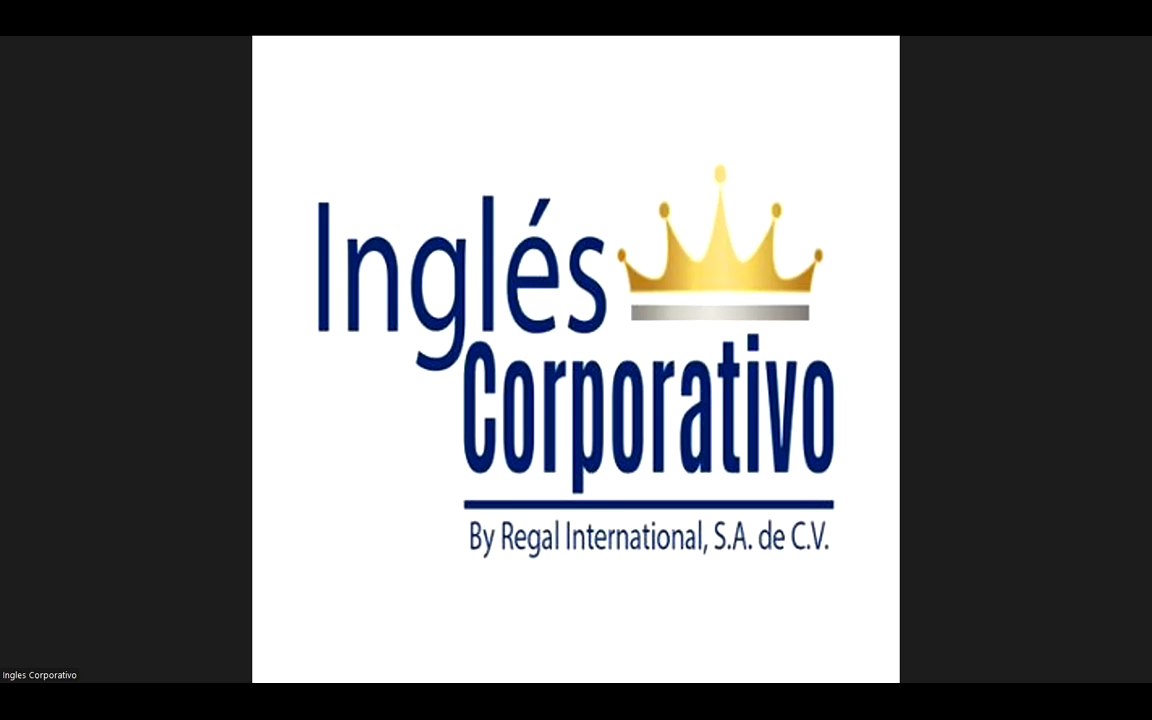 Inglés
Corporativo
By Regal International, S.A. de C.V.
Ingles Corporativo